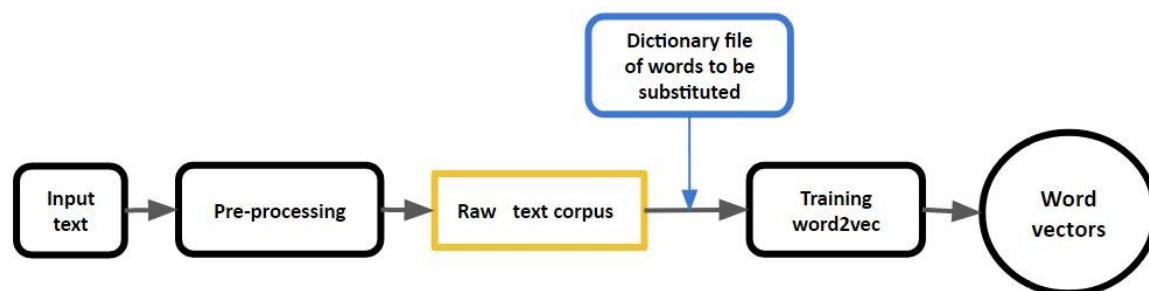 Dictionary file
of words to be
substituted
Input
text
Pre-processing
Raw text corpus
Training
word2vec
Word
vectors